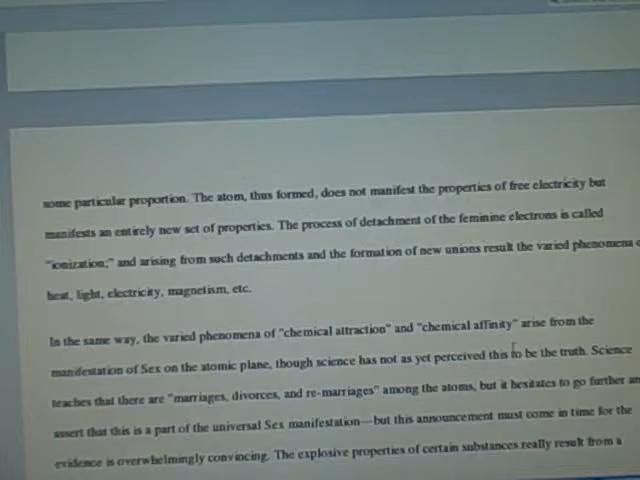 some particular proportion. The atom, thus formed, does not manifest the properties of free electricity but
manifests an entirely new set of properties. The process of detachment of the feminine electrons is called
"ionization;" and arising from such detachments and the formation of new unions result the varied phenomena
heat, light, electricity, magnetism, etc.
In the same way, the varied phenomena of "chemical attraction" and "chemical affinity" arise from the
manifestation of Sex on the atomic plane, though science has not as yet perceived this to be the truth. Science
teaches that there are "marriages, divorces, and re-marriages" among the atoms, but it hesitates to go further
assert that this is a part of the universal Sex manifestation—but this announcement must come in time for the
evidence is overwhelmingly convincing. The explosive properties of certain substances really result from a